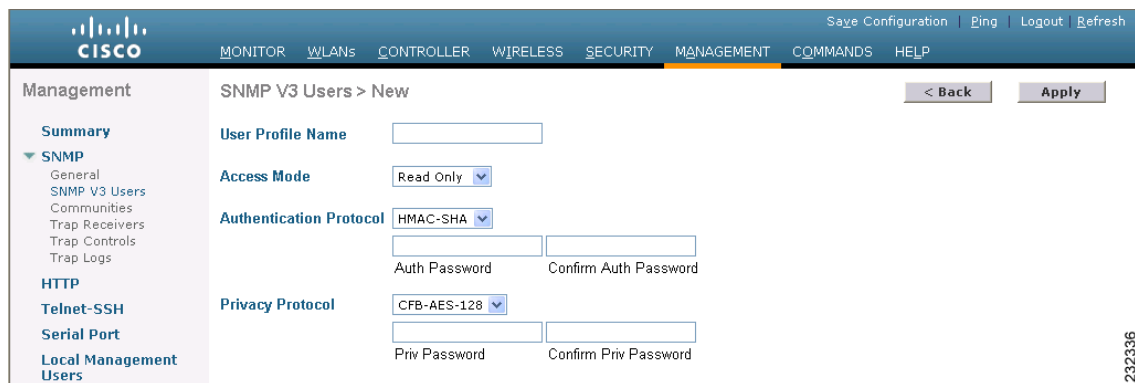 Save Configuration | Ping | Logout | Refresh
CISCO
MONITOR WLANs CONTROLLER WIRELESS SECURITY MANAGEMENT COMMANDS HELP
Management
Summary
SNMP
General
SNMP V3 Users
Communities
Trap Receivers
Trap Controls
Trap Logs
HTTP
Telnet-SSH
Serial Port
Local Management
Users
SNMP V3 Users > New
< Back
Apply
User Profile Name
Access Mode Read Only
Authentication Protocol HMAC-SHA
Auth Password Confirm Auth Password
Privacy Protocol CFB-AES-128
Priv Password Confirm Priv Password
232336